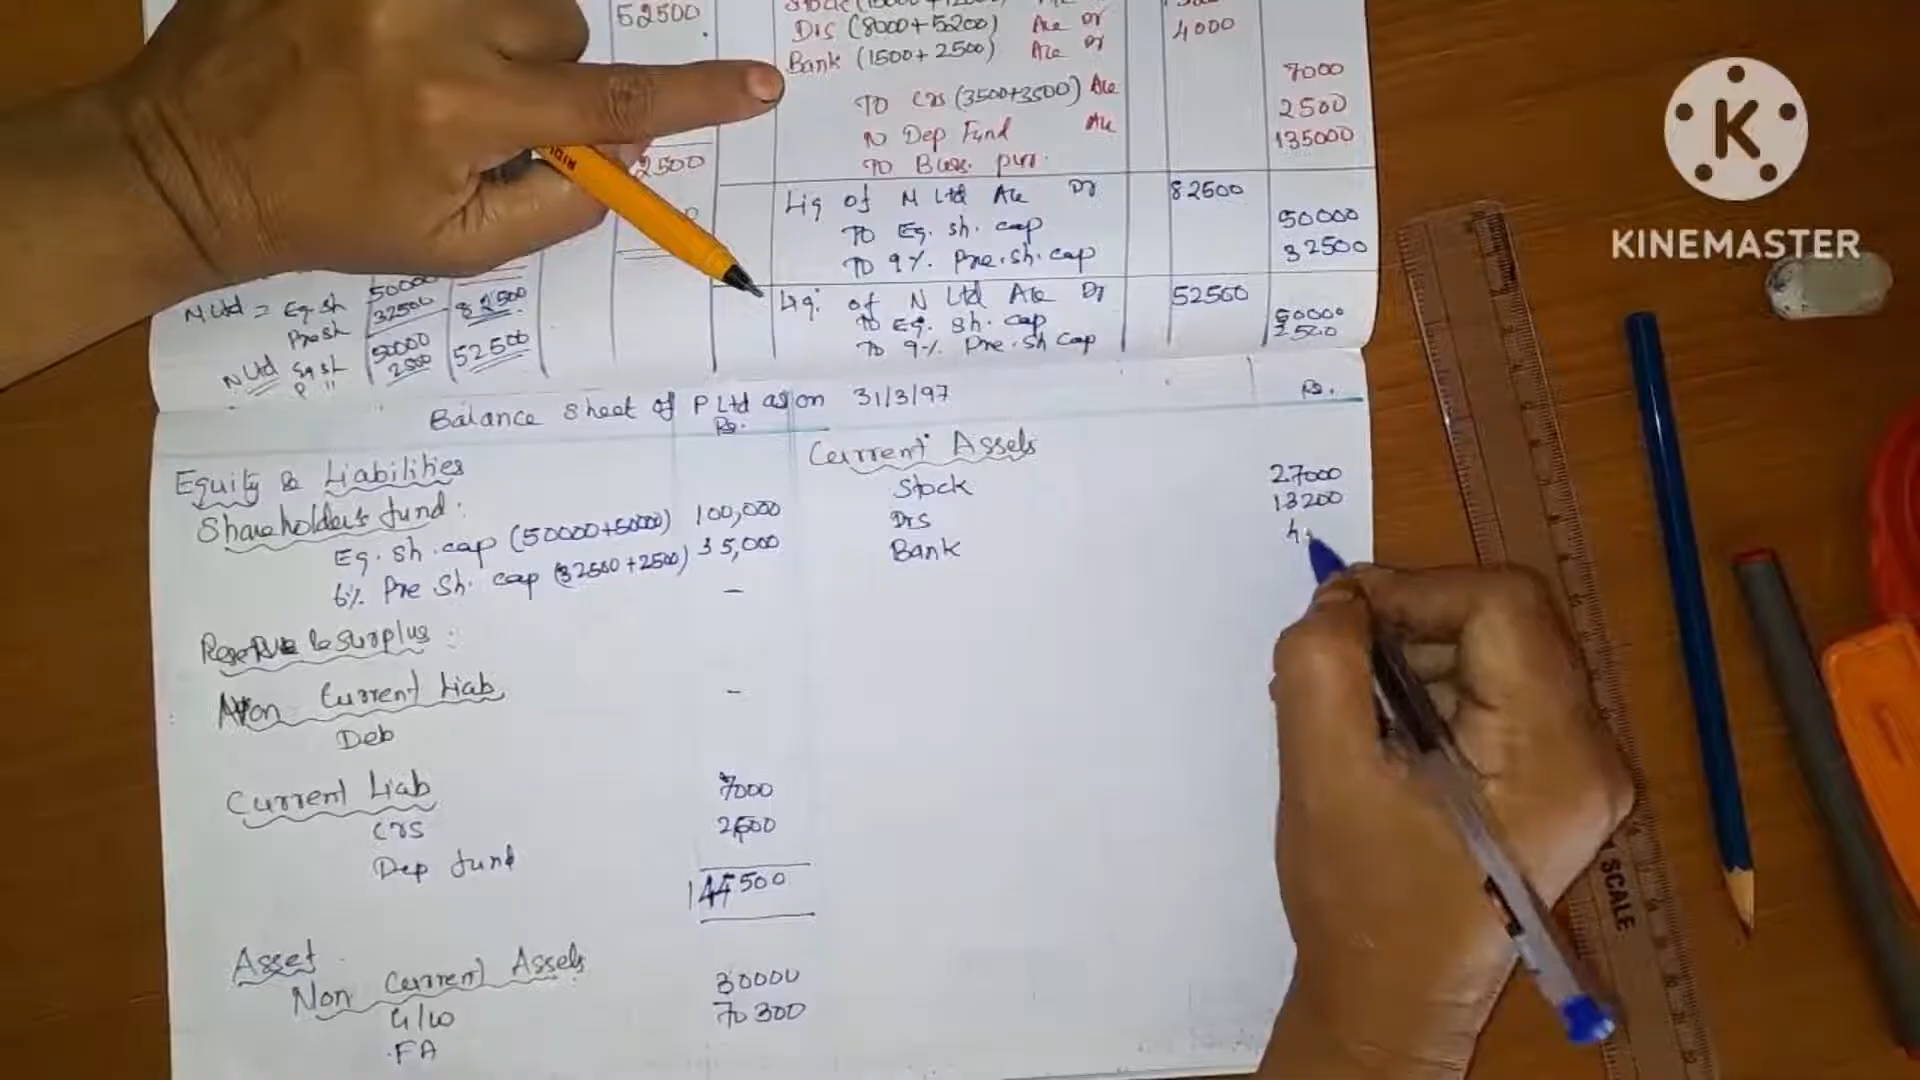 52500
Drs (8000+5200) A/c Dr
4000
Bank (1500+2500) A/c Dr
To Crs (3500+3500) A/c 7000
Dep Fund A/c 2500
To Buss. pur. 135000
2500
Liq of N Ltd A/c Dr 82500
To Eq. Sh. cap 50000
To 9% Pre. sh. cap 32500
Liq. of N Ltd A/c Dr 52500
To Eq. Sh. cap 50000
To 9% Pre. sh cap 2500
N Ltd = Eq. sh 50000
Pre sh 32500 82500
N Ltd Eq sh 50000
P " 2500 52500
Balance Sheet of P Ltd as on 31/3/97
Rs.
Rs.
Equity & Liabilities
Shareholders fund :
Eq. sh. cap (50000+50000) 100,000
6% Pre Sh. cap (32500+2500) 35,000
Reserve & Surplus : –
Non Current Liab –
Deb
Current Liab
Crs 7000
Dep fund 2500
144500
Asset
Non Current Assets
G/W 30000
FA 70300
Current Assets
Stock 27000
Drs 13200
Bank 4
K
KINEMASTER
SCALE